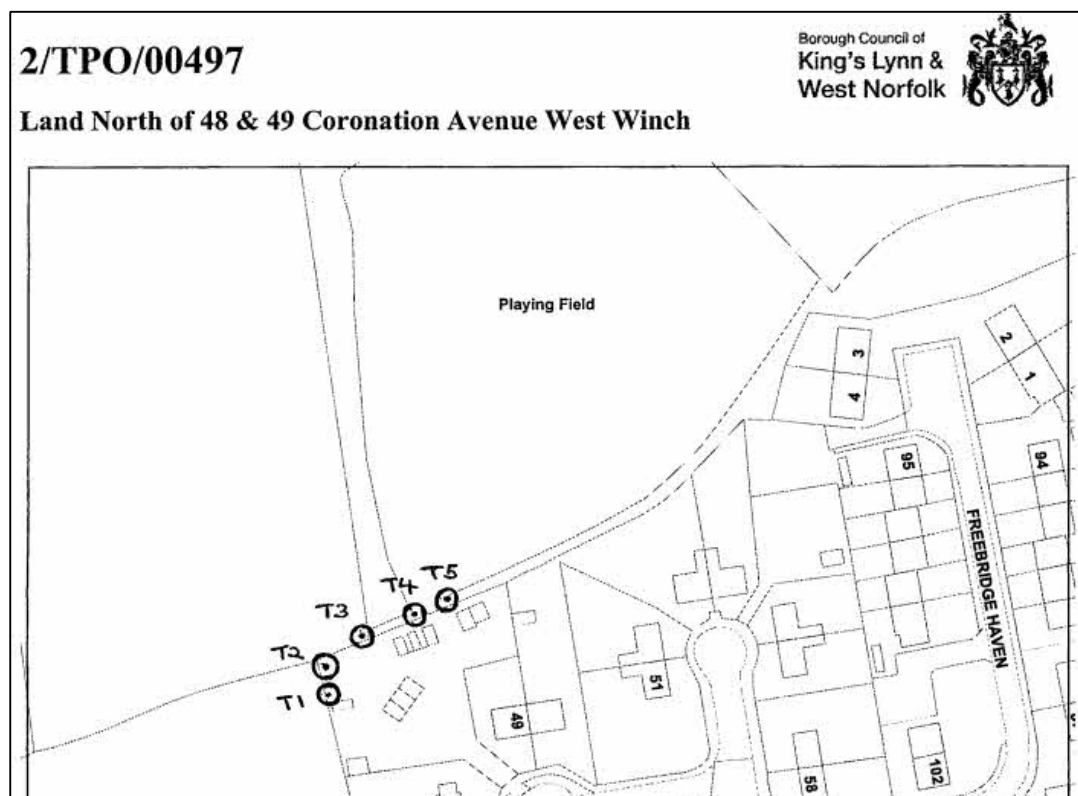 2/TPO/00497
Borough Council of
King's Lynn &
West Norfolk
Land North of 48 & 49 Coronation Avenue West Winch
Playing Field
3
4
2
1
95
94
FREEBRIDGE HAVEN
T5
T4
T3
T2
T1
51
49
58
102